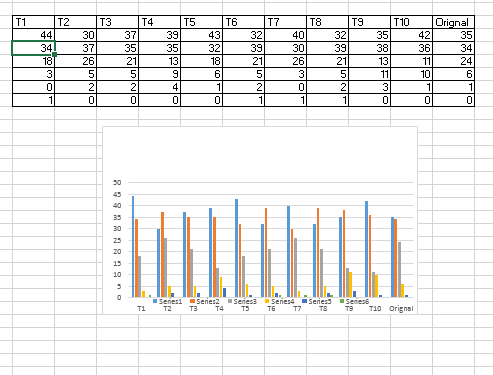 T1 T2 T3 T4 T5 T6 T7 T8 T9 T10 Orignal
44 30 37 39 43 32 40 32 35 42 35
34 37 35 35 32 39 30 39 38 36 34
18 26 21 13 18 21 26 21 13 11 24
3 5 5 9 6 5 3 5 11 10 6
0 2 2 4 1 2 0 2 3 1 1
1 0 0 0 0 1 1 1 0 0 0
50
45
40
35
30
25
20
15
10
5
0
Series1 Series2 Series3 Series4 Series5 Series6
T1 T2 T3 T4 T5 T6 T7 T8 T9 T10 Orignal